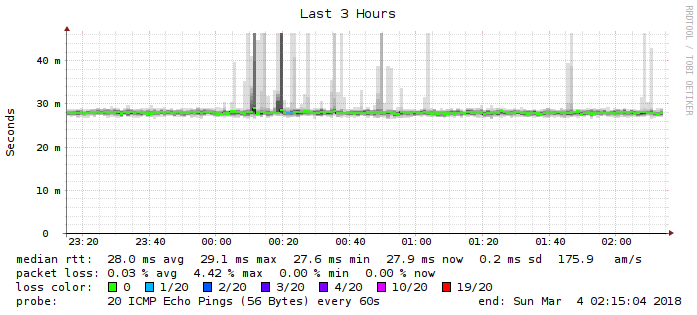 Last 3 Hours
RRDTOOL / TOBI OETIKER
Seconds
40 m
30 m
20 m
10 m
0
23:20 23:40 00:00 00:20 00:40 01:00 01:20 01:40 02:00
median rtt: 28.0 ms avg 29.1 ms max 27.6 ms min 27.9 ms now 0.2 ms sd 175.9 am/s
packet loss: 0.03 % avg 4.42 % max 0.00 % min 0.00 % now
loss color: 0 1/20 2/20 3/20 4/20 10/20 19/20
probe: 20 ICMP Echo Pings (56 Bytes) every 60s end: Sun Mar 4 02:15:04 2018